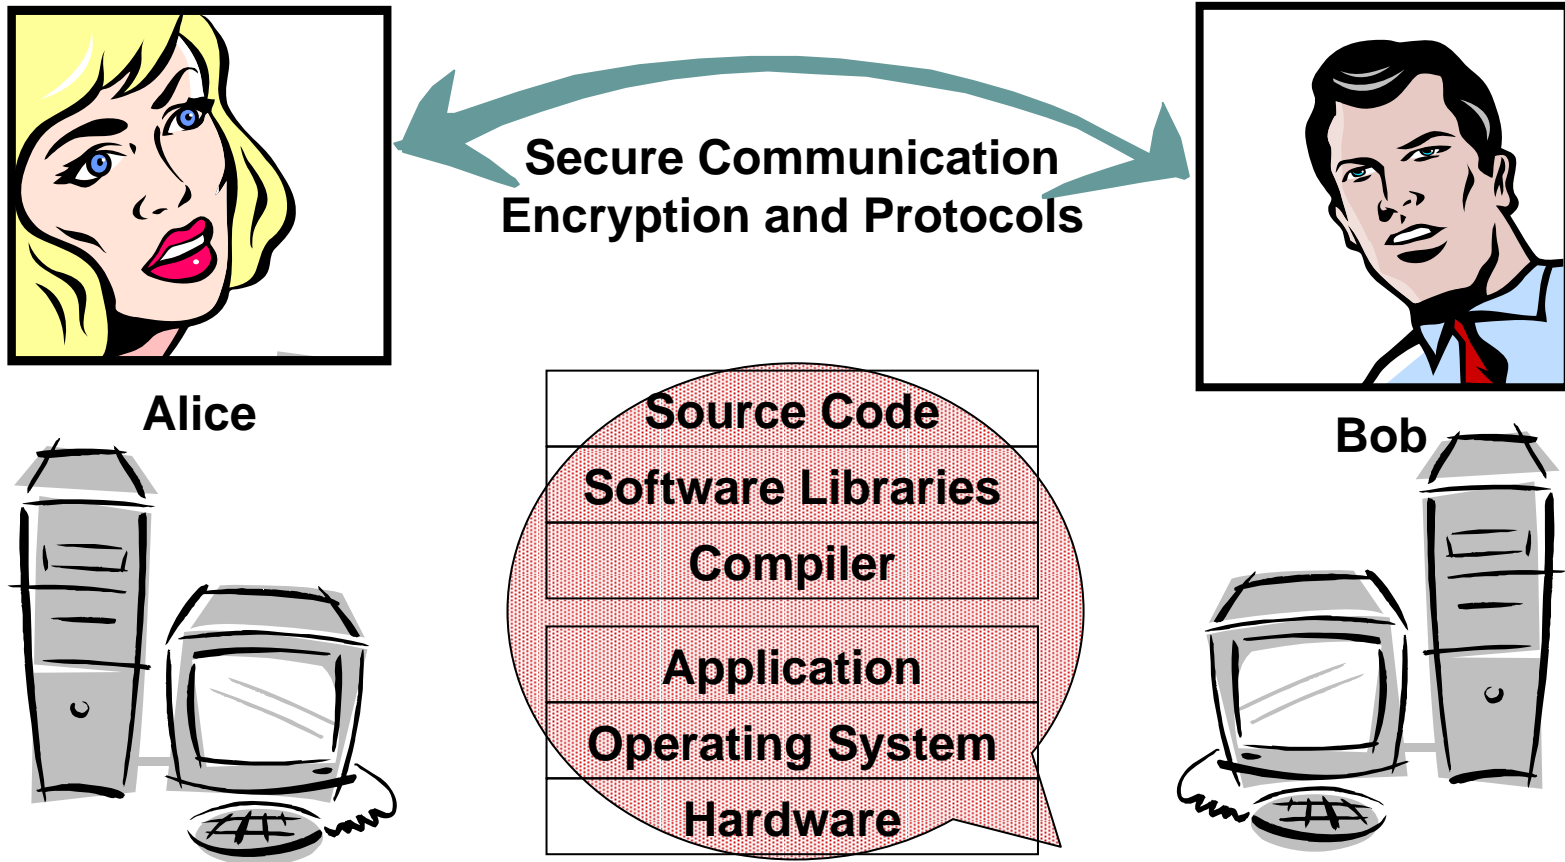 Secure Communication
Encryption and Protocols
Alice
Bob
Source Code
Software Libraries
Compiler
Application
Operating System
Hardware